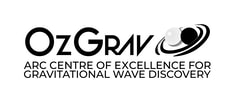 OzGrav
ARC CENTRE OF EXCELLENCE FOR
GRAVITATIONAL WAVE DISCOVERY